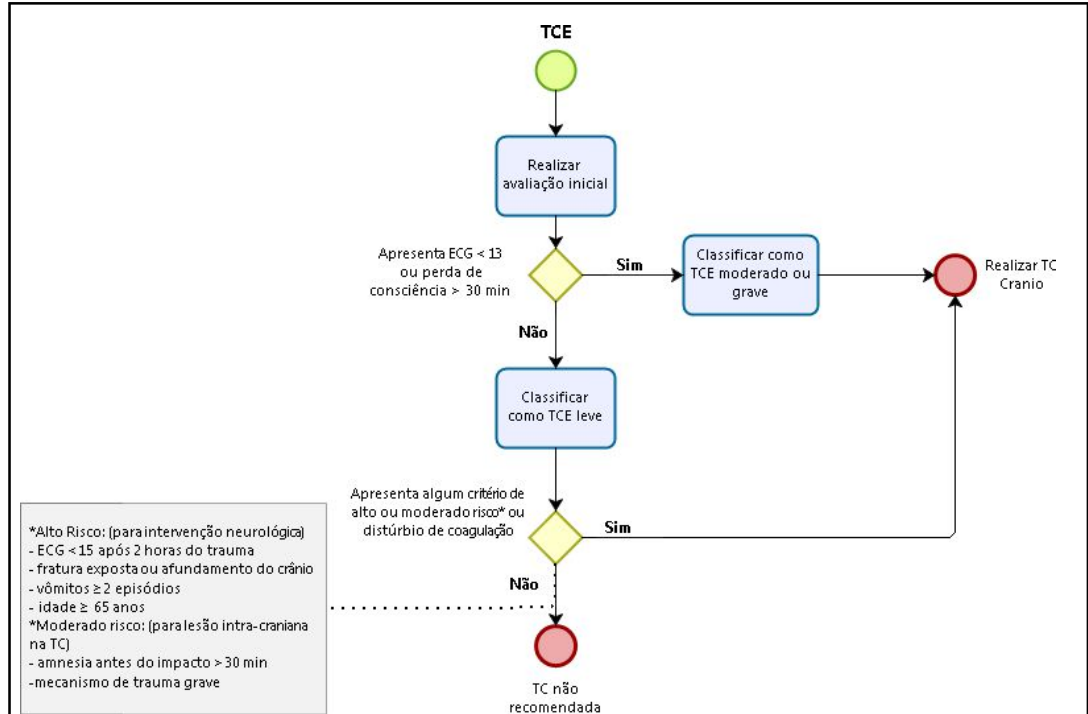 TCE
Realizar
avaliação inicial
Apresenta ECG < 13
ou perda de
consciência > 30 min
Sim
Classificar como
TCE moderado ou
grave
Realizar TC
Cranio
Não
Classificar
como TCE leve
Apresenta algum critério de
alto ou moderado risco* ou
distúrbio de coagulação
Sim
Não
*Alto Risco: (para intervenção neurológica)
- ECG <15 após 2 horas do trauma
- fratura exposta ou afundamento do crânio
- vômitos ≥ 2 episódios
- idade ≥ 65 anos
*Moderado risco: (para lesão intra-craniana
na TC)
- amnesia antes do impacto > 30 min
-mecanismo de trauma grave
TC não
recomendada